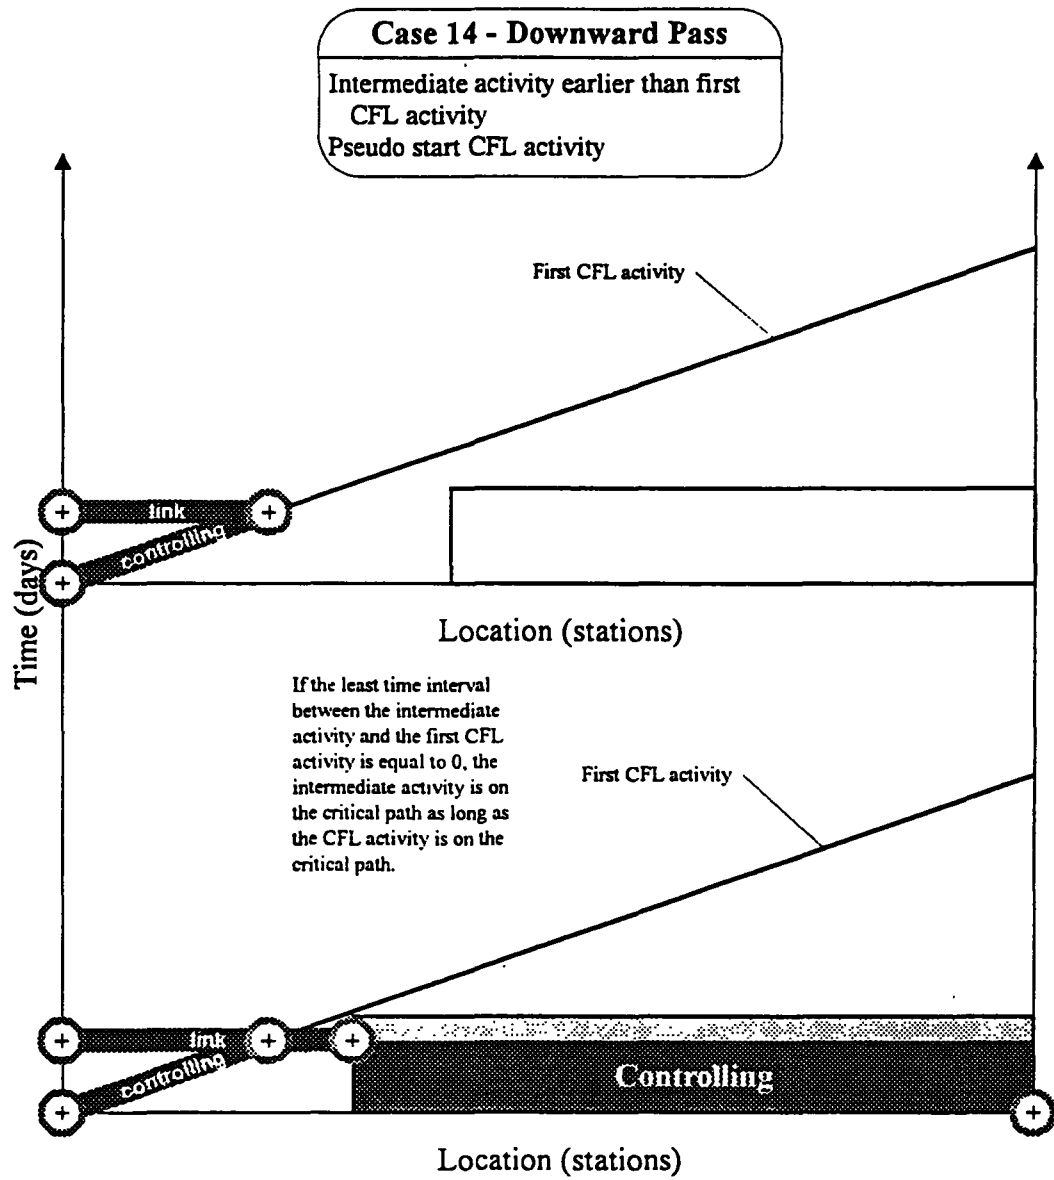 Case 14 - Downward Pass
Intermediate activity earlier than first
CFL activity
Pseudo start CFL activity
First CFL activity
link
controlling
Time (days)
Location (stations)
If the least time interval
between the intermediate
activity and the first CFL
activity is equal to 0, the
intermediate activity is on
the critical path as long as
the CFL activity is on the
critical path.
First CFL activity
link
controlling
Controlling
Location (stations)